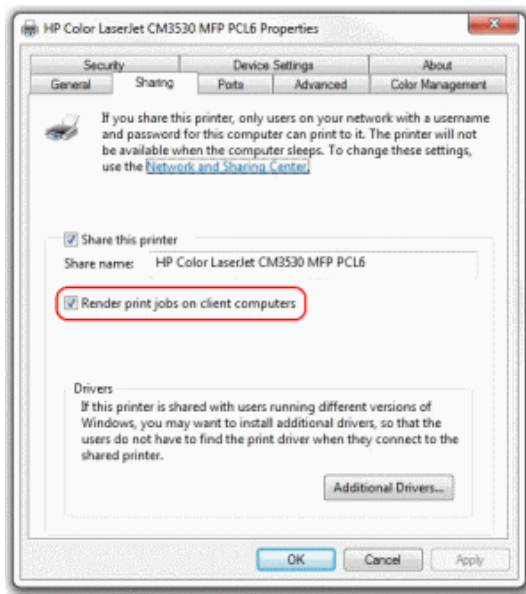 HP Color LaserJet CM3530 MFP PCL6 Properties
Security Device Settings About
General Sharing Ports Advanced Color Management
If you share this printer, only users on your network with a username
and password for this computer can print to it. The printer will not
be available when the computer sleeps. To change these settings,
use the Network and Sharing Center.
Share this printer
Share name: HP Color LaserJet CM3530 MFP PCL6
Render print jobs on client computers
Drivers
If this printer is shared with users running different versions of
Windows, you may want to install additional drivers, so that the
users do not have to find the print driver when they connect to the
shared printer.
Additional Drivers...
OK Cancel Apply